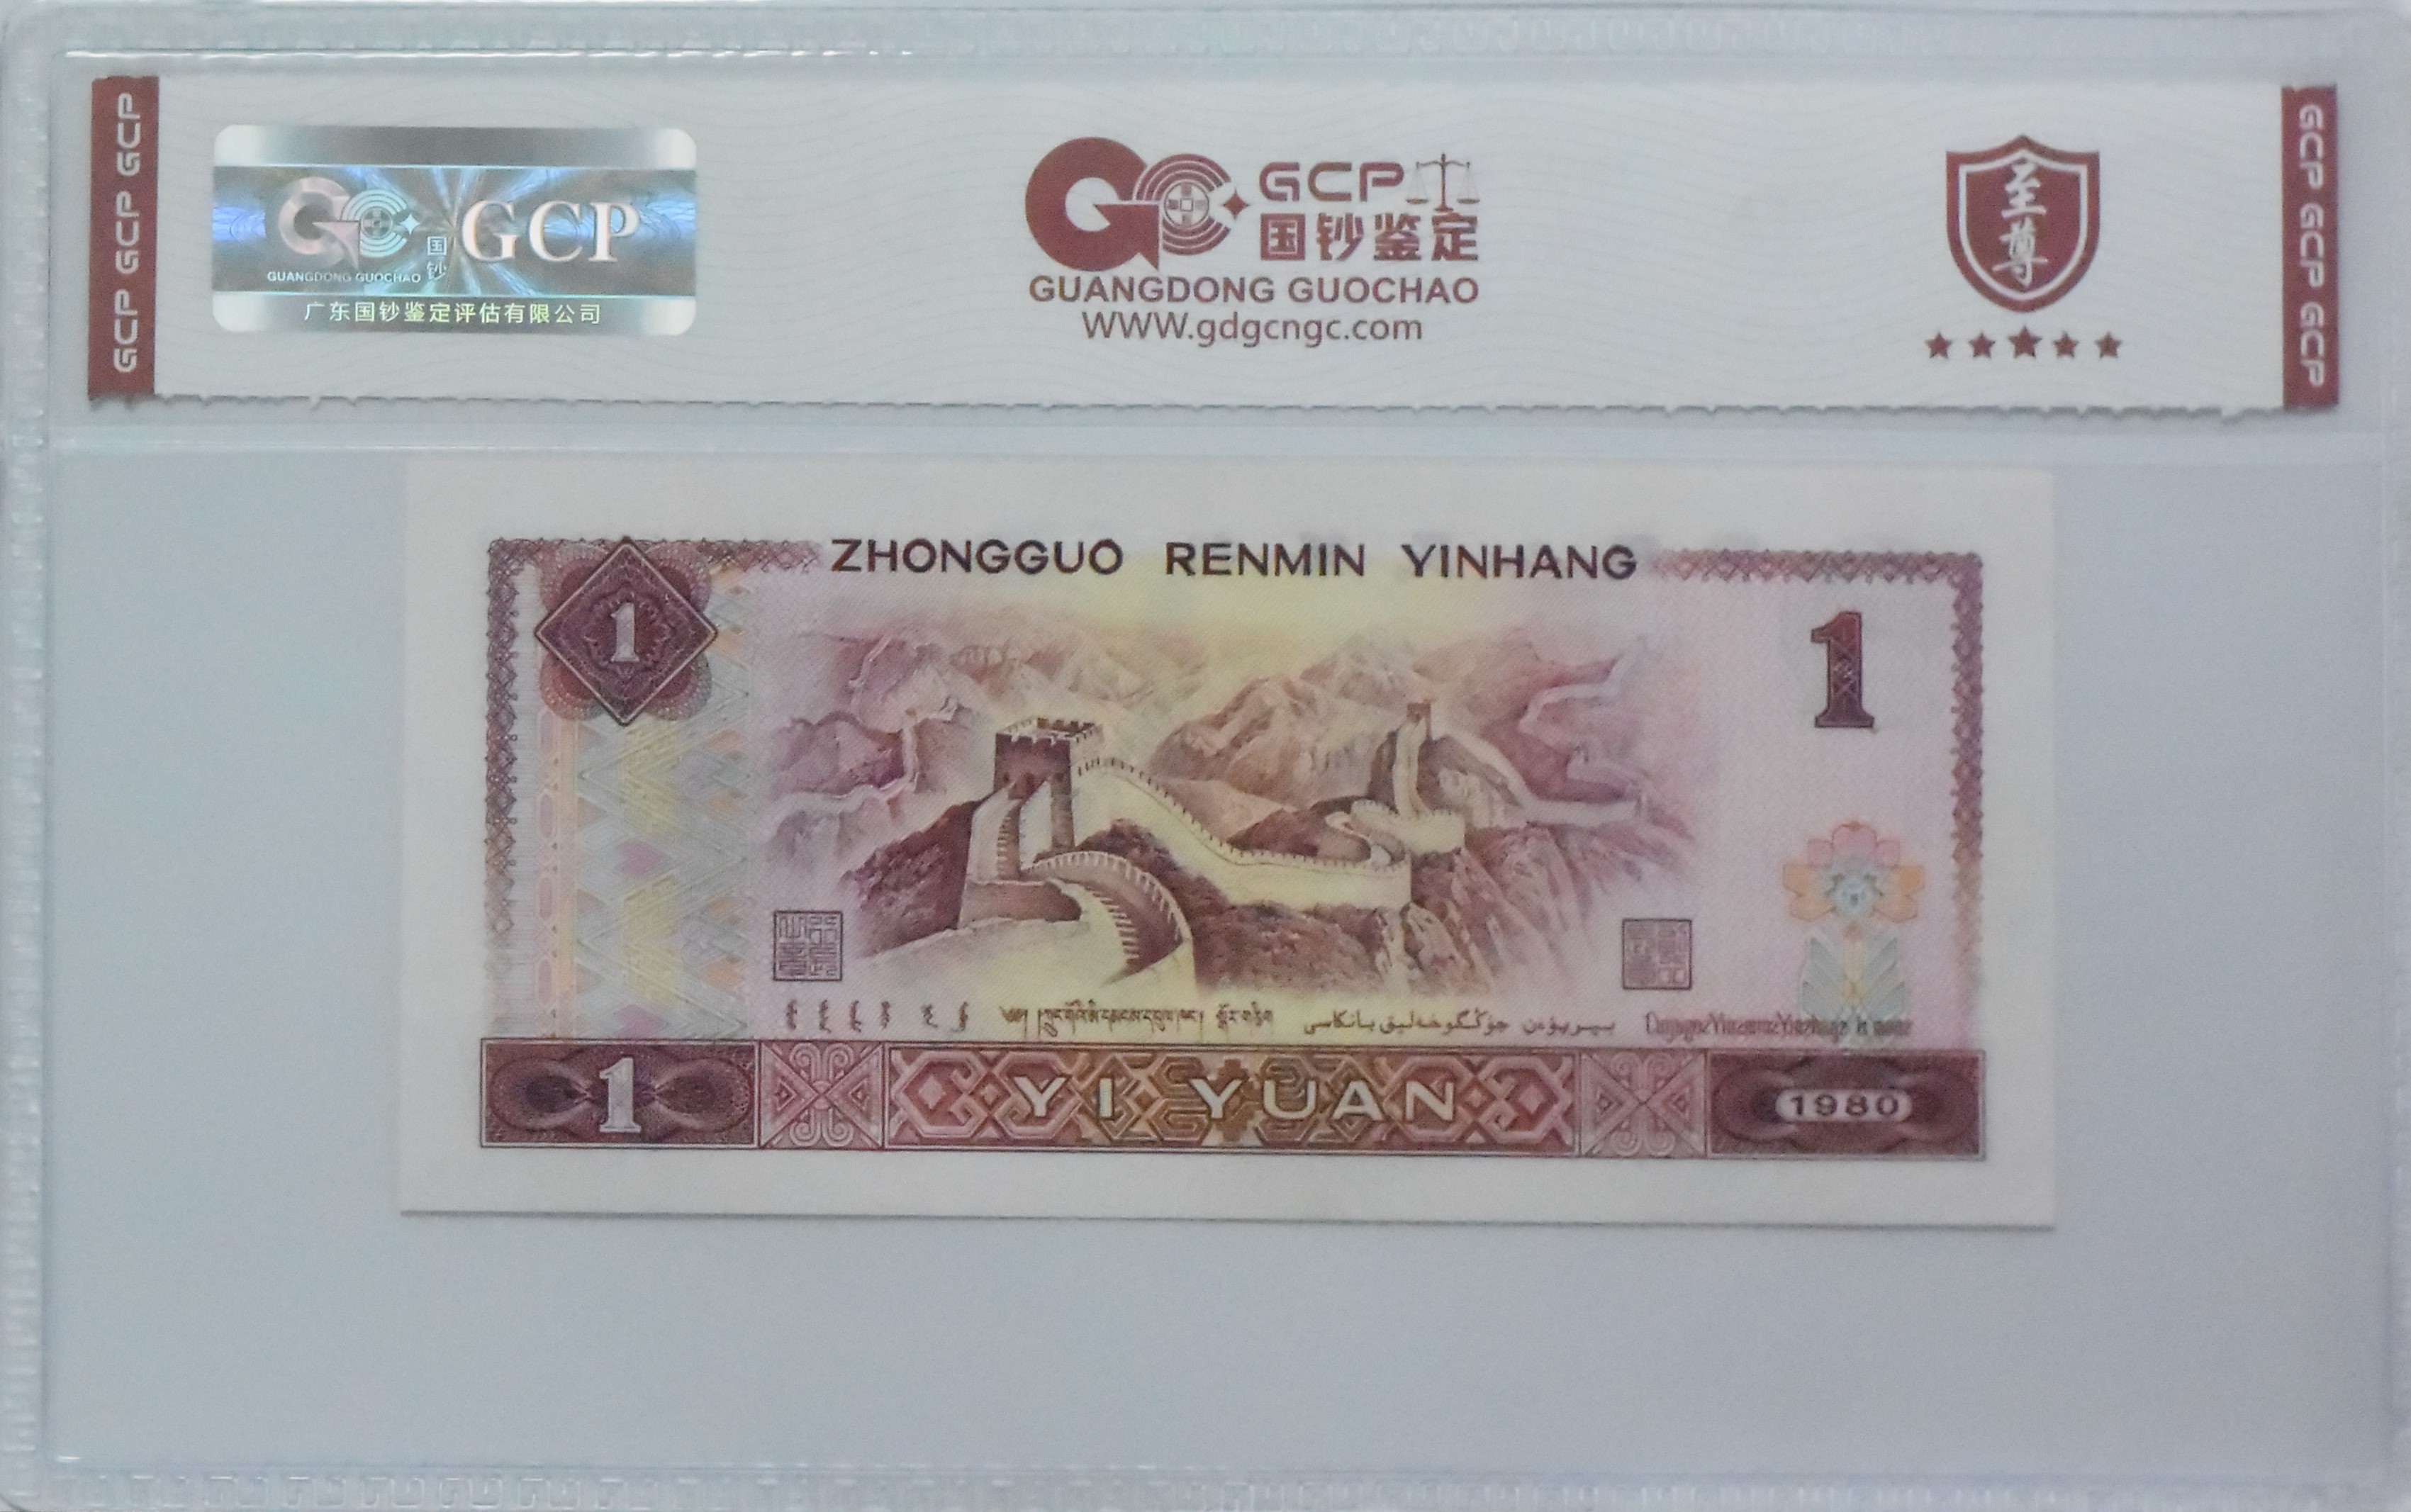 GCP GCP GCP
GUANGDONG GUOCHAO
国钞
GCP
广东国钞鉴定评估有限公司
GCP
国钞鉴定
GUANGDONG GUOCHAO
WWW.gdgcngc.com
至尊
GCP GCP GCP
ZHONGGUO RENMIN YINHANG
1
1
1
YI YUAN
1980